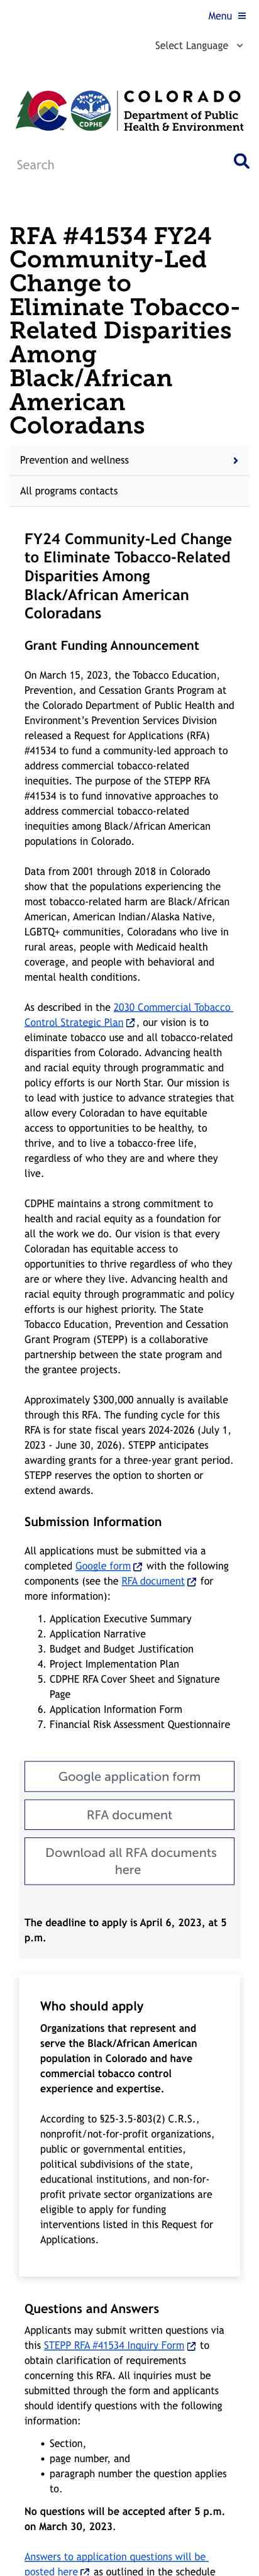 Menu
Select Language
CDPHE
COLORADO
Department of Public
Health & Environment
Search
RFA #41534 FY24
Community-Led
Change to
Eliminate Tobacco-
Related Disparities
Among
Black/African
American
Coloradans
Prevention and wellness
All programs contacts
FY24 Community-Led Change
to Eliminate Tobacco-Related
Disparities Among
Black/African American
Coloradans
Grant Funding Announcement
On March 15, 2023, the Tobacco Education,
Prevention, and Cessation Grants Program at
the Colorado Department of Public Health and
Environment's Prevention Services Division
released a Request for Applications (RFA)
#41534 to fund a community-led approach to
address commercial tobacco-related
inequities. The purpose of the STEPP RFA
#41534 is to fund innovative approaches to
address commercial tobacco-related
inequities among Black/African American
populations in Colorado.
Data from 2001 through 2018 in Colorado
show that the populations experiencing the
most tobacco-related harm are Black/African
American, American Indian/Alaska Native,
LGBTQ+ communities, Coloradans who live in
rural areas, people with Medicaid health
coverage, and people with behavioral and
mental health conditions.
As described in the 2030 Commercial Tobacco
Control Strategic Plan, our vision is to
eliminate tobacco use and all tobacco-related
disparities from Colorado. Advancing health
and racial equity through programmatic and
policy efforts is our North Star. Our mission is
to lead with justice to advance strategies that
allow every Coloradan to have equitable
access to opportunities to be healthy, to
thrive, and to live a tobacco-free life,
regardless of who they are and where they
live.
CDPHE maintains a strong commitment to
health and racial equity as a foundation for
all the work we do. Our vision is that every
Coloradan has equitable access to
opportunities to thrive regardless of who they
are or where they live. Advancing health and
racial equity through programmatic and policy
efforts is our highest priority. The State
Tobacco Education, Prevention and Cessation
Grant Program (STEPP) is a collaborative
partnership between the state program and
the grantee projects.
Approximately $300,000 annually is available
through this RFA. The funding cycle for this
RFA is for state fiscal years 2024-2026 (July 1,
2023 - June 30, 2026). STEPP anticipates
awarding grants for a three-year grant period.
STEPP reserves the option to shorten or
extend awards.
Submission Information
All applications must be submitted via a
completed Google form with the following
components (see the RFA document for
more information):
1. Application Executive Summary
2. Application Narrative
3. Budget and Budget Justification
4. Project Implementation Plan
5. CDPHE RFA Cover Sheet and Signature
Page
6. Application Information Form
7. Financial Risk Assessment Questionnaire
Google application form
RFA document
Download all RFA documents
here
The deadline to apply is April 6, 2023, at 5
p.m.
Who should apply
Organizations that represent and
serve the Black/African American
population in Colorado and have
commercial tobacco control
experience and expertise.
According to §25-3.5-803(2) C.R.S.,
nonprofit/not-for-profit organizations,
public or governmental entities,
political subdivisions of the state,
educational institutions, and non-for-
profit private sector organizations are
eligible to apply for funding
interventions listed in this Request for
Applications.
Questions and Answers
Applicants may submit written questions via
this STEPP RFA #41534 Inquiry Form to
obtain clarification of requirements
concerning this RFA. All inquiries must be
submitted through the form and applicants
should identify questions with the following
information:
• Section,
• page number, and
• paragraph number the question applies
to.
No questions will be accepted after 5 p.m.
on March 30, 2023.
Answers to application questions will be
posted here as outlined in the schedule